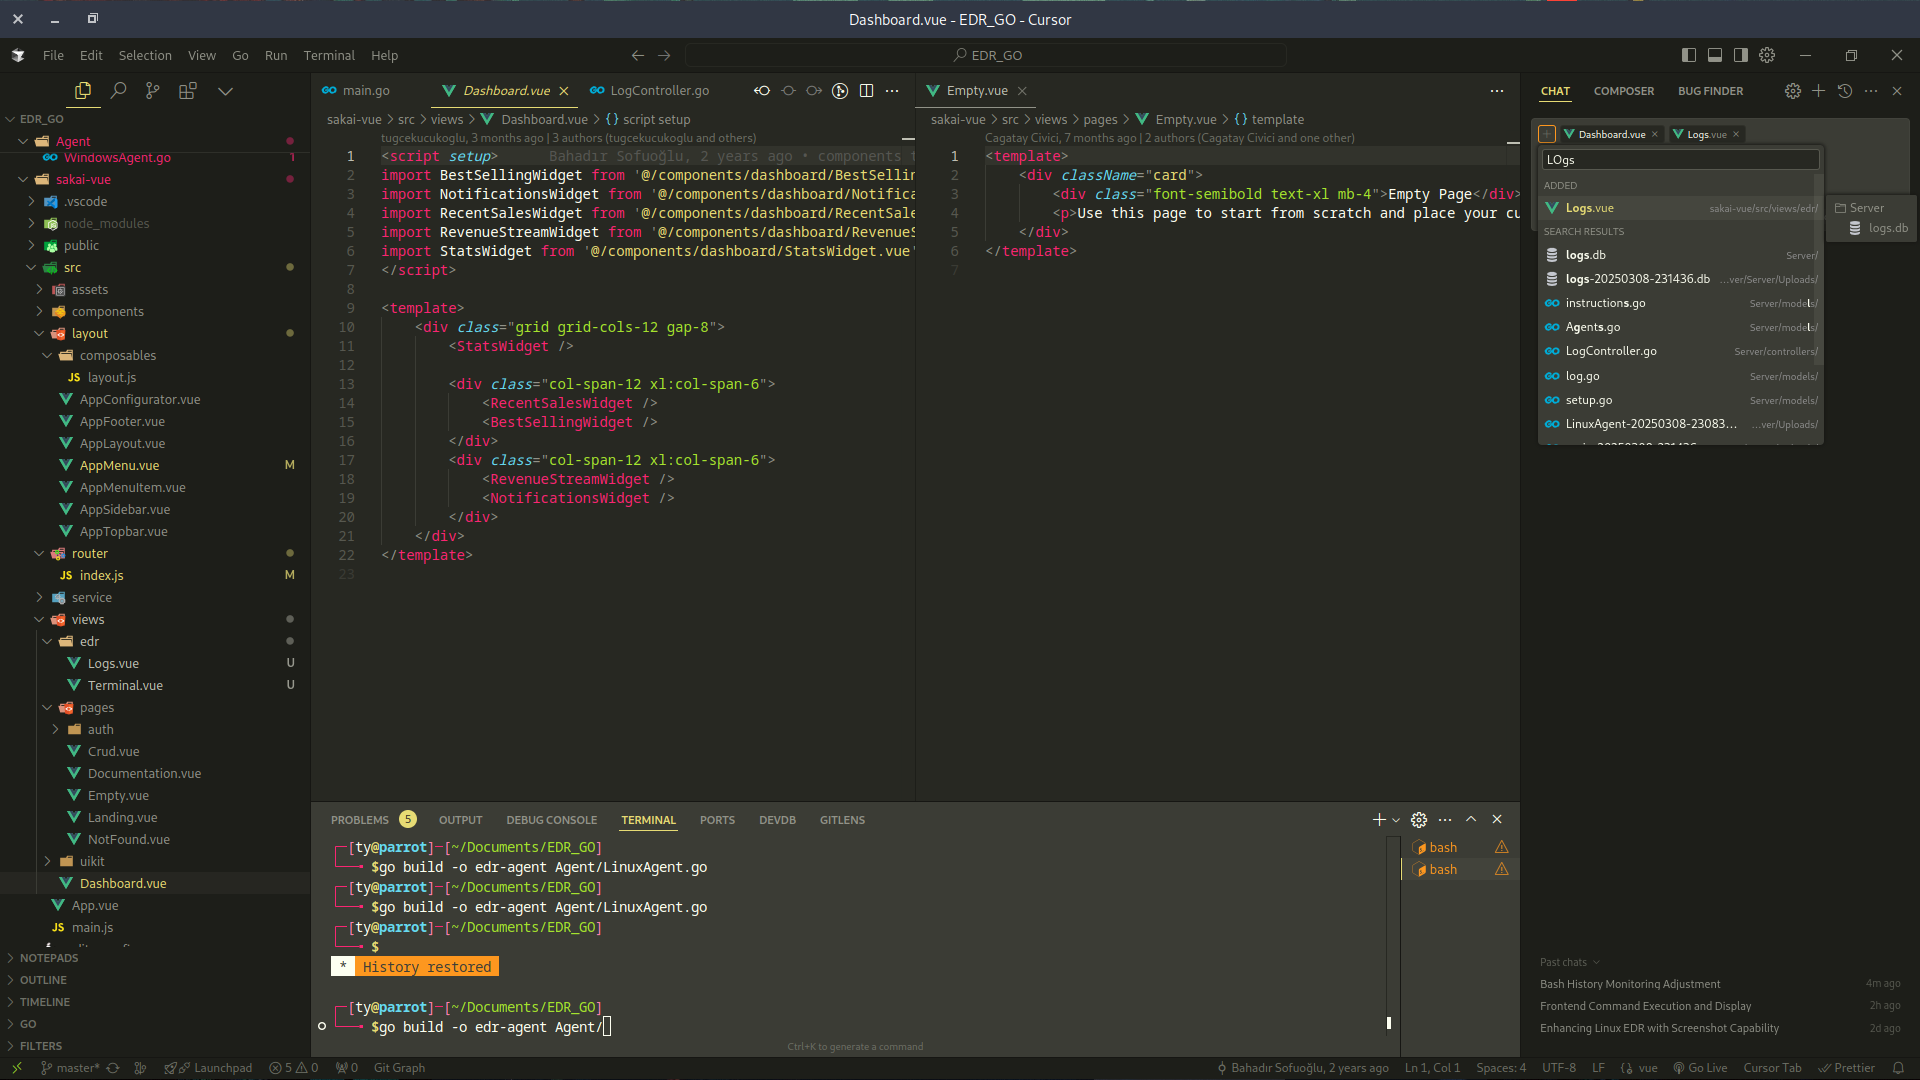 Dashboard.vue - EDR_GO - Cursor
File Edit Selection View Go Run Terminal Help
EDR_GO
EDR_GO
Agent
WindowsAgent.go 1
sakai-vue
.vscode
node_modules
public
src
assets
components
layout
composables
JS layout.js
AppConfigurator.vue
AppFooter.vue
AppLayout.vue
AppMenu.vue M
AppMenuItem.vue
AppSidebar.vue
AppTopbar.vue
router
JS index.js M
service
views
edr
Logs.vue U
Terminal.vue U
pages
auth
Crud.vue
Documentation.vue
Empty.vue
Landing.vue
NotFound.vue
uikit
Dashboard.vue
App.vue
JS main.js
NOTEPADS
OUTLINE
TIMELINE
GO
FILTERS
main.go Dashboard.vue LogController.go
sakai-vue > src > views > Dashboard.vue > {} script setup
tugcekucukoglu, 3 months ago | 3 authors (tugcekucukoglu and others)
1 <script setup> Bahadır Sofuoğlu, 2 years ago • components
2 import BestSellingWidget from '@/components/dashboard/BestSellin
3 import NotificationsWidget from '@/components/dashboard/Notifica
4 import RecentSalesWidget from '@/components/dashboard/RecentSale
5 import RevenueStreamWidget from '@/components/dashboard/RevenueS
6 import StatsWidget from '@/components/dashboard/StatsWidget.vue'
7 </script>
8
9 <template>
10 <div class="grid grid-cols-12 gap-8">
11 <StatsWidget />
12
13 <div class="col-span-12 xl:col-span-6">
14 <RecentSalesWidget />
15 <BestSellingWidget />
16 </div>
17 <div class="col-span-12 xl:col-span-6">
18 <RevenueStreamWidget />
19 <NotificationsWidget />
20 </div>
21 </div>
22 </template>
23
Empty.vue
sakai-vue > src > views > pages > Empty.vue > {} template
Cagatay Civici, 7 months ago | 2 authors (Cagatay Civici and one other)
1 <template>
2 <div className="card">
3 <div class="font-semibold text-xl mb-4">Empty Page</div>
4 <p>Use this page to start from scratch and place your cu
5 </div>
6 </template>
7
CHAT COMPOSER BUG FINDER
Dashboard.vue Logs.vue
LOgs
ADDED
Logs.vue sakai-vue/src/views/edr/
SEARCH RESULTS
logs.db Server/
logs-20250308-231436.db ...ver/Server/Uploads/
instructions.go Server/models/
Agents.go Server/models/
LogController.go Server/controllers/
log.go Server/models/
setup.go Server/models/
LinuxAgent-20250308-23083... ...ver/Uploads/
Server
logs.db
Past chats
Bash History Monitoring Adjustment 4m ago
Frontend Command Execution and Display 2h ago
Enhancing Linux EDR with Screenshot Capability 2d ago
PROBLEMS 5 OUTPUT DEBUG CONSOLE TERMINAL PORTS DEVDB GITLENS
[ty@parrot]-[~/Documents/EDR_GO]
$go build -o edr-agent Agent/LinuxAgent.go
[ty@parrot]-[~/Documents/EDR_GO]
$go build -o edr-agent Agent/LinuxAgent.go
[ty@parrot]-[~/Documents/EDR_GO]
$
* History restored
[ty@parrot]-[~/Documents/EDR_GO]
$go build -o edr-agent Agent/
Ctrl+K to generate a command
bash
bash
master* Launchpad 5 0 0 Git Graph
Bahadır Sofuoğlu, 2 years ago Ln 1, Col 1 Spaces: 4 UTF-8 LF vue Go Live Cursor Tab Prettier